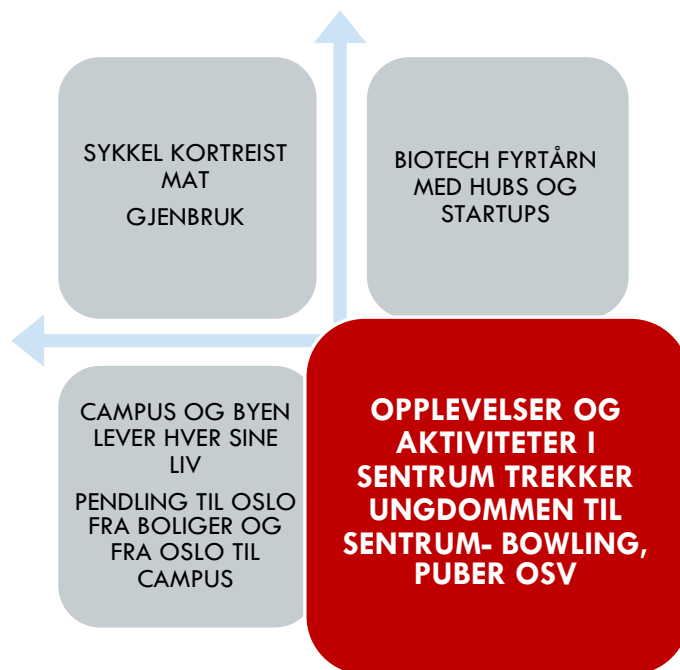 SYKKEL KORTREIST
MAT
GJENBRUK
BIOTECH FYRTÅRN
MED HUBS OG
STARTUPS
CAMPUS OG BYEN
LEVER HVER SINE
LIV
PENDLING TIL OSLO
FRA BOLIGER OG
FRA OSLO TIL
CAMPUS
OPPLEVELSER OG
AKTIVITETER I
SENTRUM TREKKER
UNGDOMMEN TIL
SENTRUM- BOWLING,
PUBER OSV